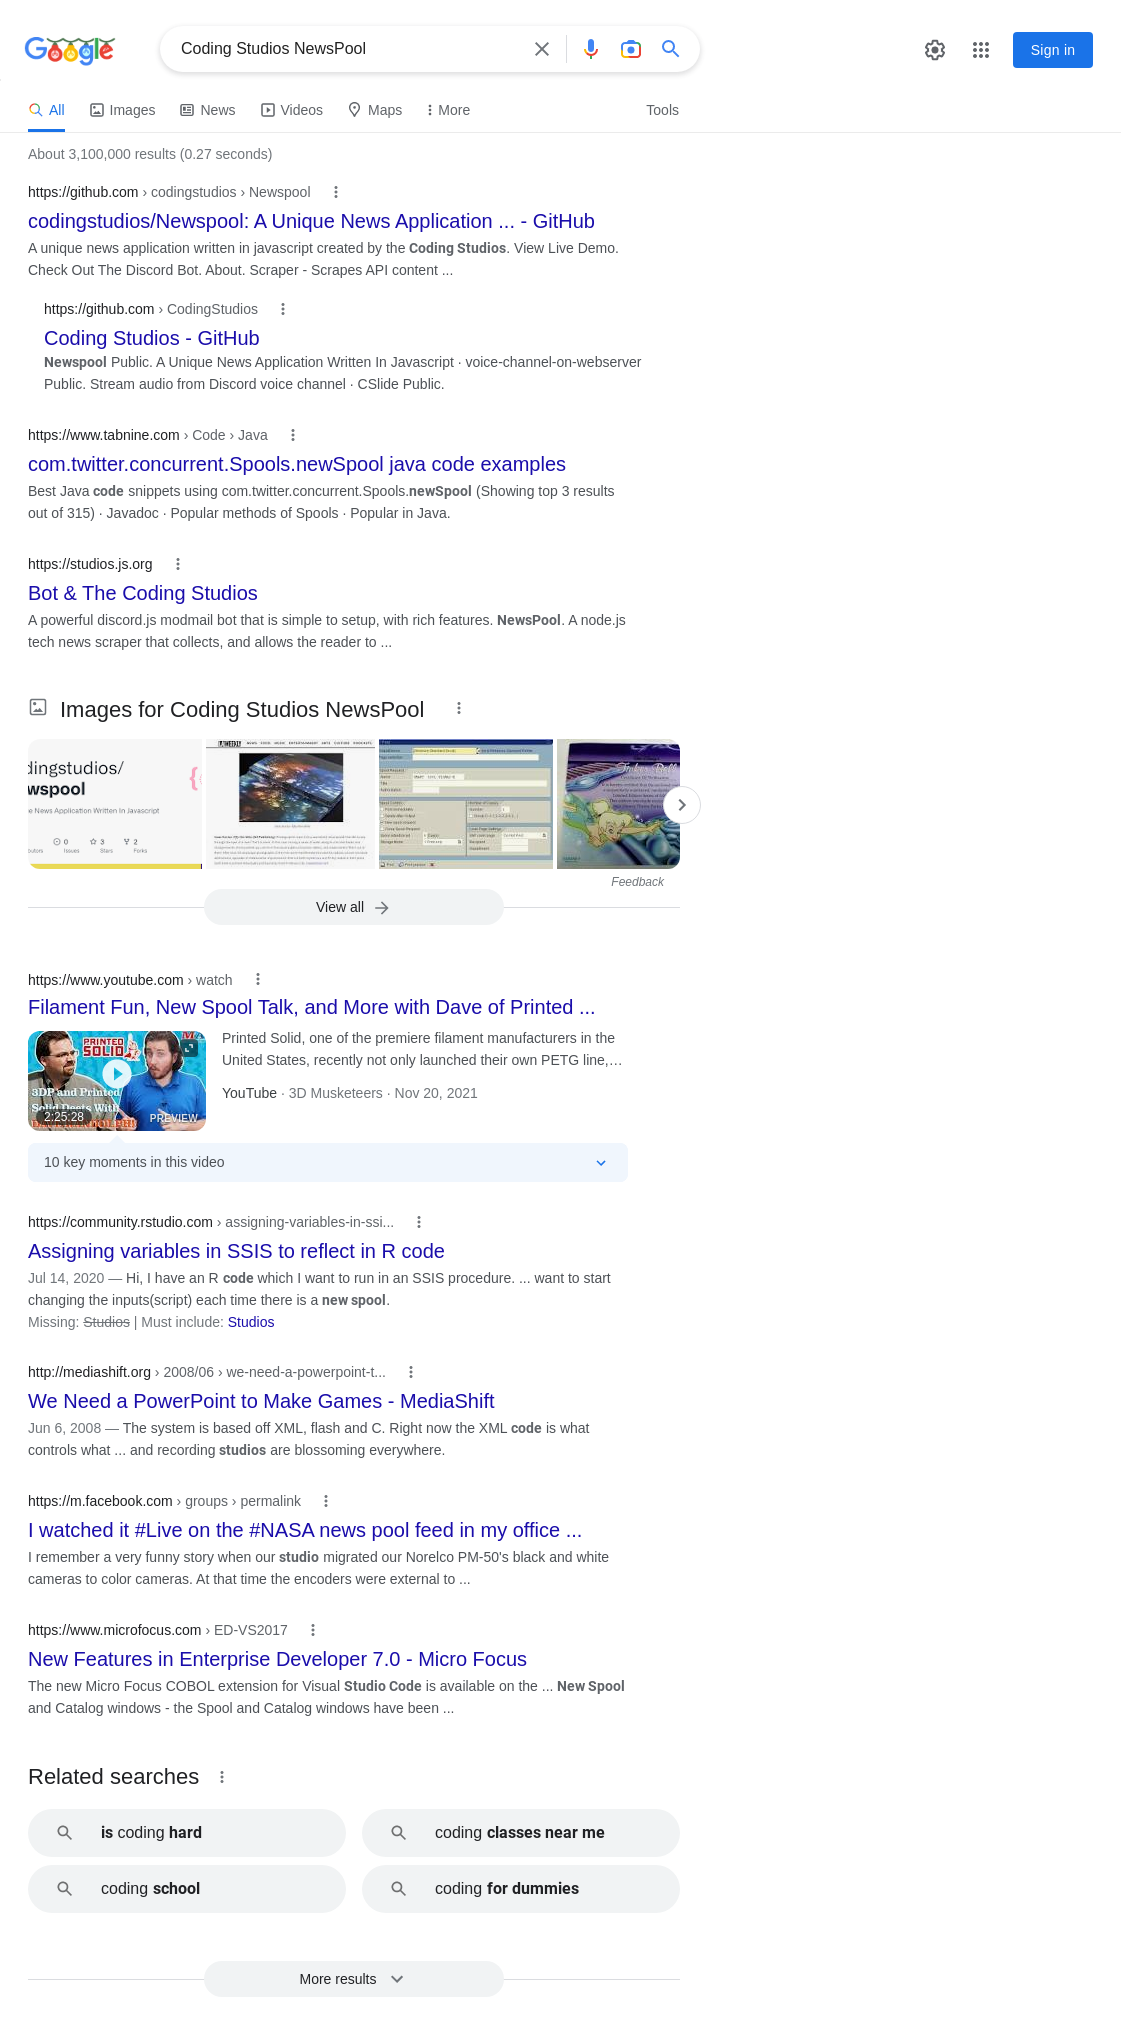 Google
Coding Studios NewsPool
Sign in
All
Images
News
Videos
Maps
More
Tools
About 3,100,000 results (0.27 seconds)
https://github.com › codingstudios › Newspool
codingstudios/Newspool: A Unique News Application ... - GitHub
A unique news application written in javascript created by the Coding Studios. View Live Demo.
Check Out The Discord Bot. About. Scraper - Scrapes API content ...
https://github.com › CodingStudios
Coding Studios - GitHub
Newspool Public. A Unique News Application Written In Javascript · voice-channel-on-webserver
Public. Stream audio from Discord voice channel · CSlide Public.
https://www.tabnine.com › Code › Java
com.twitter.concurrent.Spools.newSpool java code examples
Best Java code snippets using com.twitter.concurrent.Spools.newSpool (Showing top 3 results
out of 315) · Javadoc · Popular methods of Spools · Popular in Java.
https://studios.js.org
Bot & The Coding Studios
A powerful discord.js modmail bot that is simple to setup, with rich features. NewsPool. A node.js
tech news scraper that collects, and allows the reader to ...
Images for Coding Studios NewsPool
dingstudios/
wspool
e News Application Written In Javascript
0
3
2
Issues
Stars
Forks
LA WEEKLY
Tinker Bell
Feedback
View all
https://www.youtube.com › watch
Filament Fun, New Spool Talk, and More with Dave of Printed ...
PRINTED
SOLID
3DP and Printed
Solid Deets With
2:25:28
PREVIEW
Printed Solid, one of the premiere filament manufacturers in the
United States, recently not only launched their own PETG line,...
YouTube · 3D Musketeers · Nov 20, 2021
10 key moments in this video
https://community.rstudio.com › assigning-variables-in-ssi...
Assigning variables in SSIS to reflect in R code
Jul 14, 2020 — Hi, I have an R code which I want to run in an SSIS procedure. ... want to start
changing the inputs(script) each time there is a new spool.
Missing: Studios | Must include: Studios
http://mediashift.org › 2008/06 › we-need-a-powerpoint-t...
We Need a PowerPoint to Make Games - MediaShift
Jun 6, 2008 — The system is based off XML, flash and C. Right now the XML code is what
controls what ... and recording studios are blossoming everywhere.
https://m.facebook.com › groups › permalink
I watched it #Live on the #NASA news pool feed in my office ...
I remember a very funny story when our studio migrated our Norelco PM-50's black and white
cameras to color cameras. At that time the encoders were external to ...
https://www.microfocus.com › ED-VS2017
New Features in Enterprise Developer 7.0 - Micro Focus
The new Micro Focus COBOL extension for Visual Studio Code is available on the ... New Spool
and Catalog windows - the Spool and Catalog windows have been ...
Related searches
is coding hard
coding classes near me
coding school
coding for dummies
More results